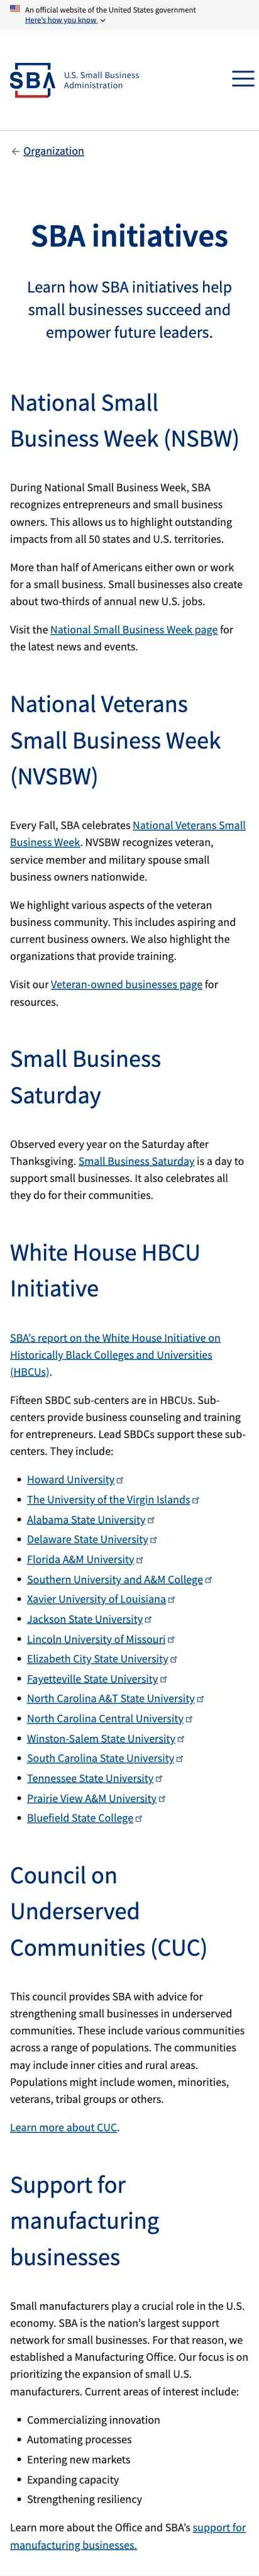 An official website of the United States government
Here's how you know
SBA
U.S. Small Business
Administration
Organization
SBA initiatives
Learn how SBA initiatives help
small businesses succeed and
empower future leaders.
National Small
Business Week (NSBW)
During National Small Business Week, SBA
recognizes entrepreneurs and small business
owners. This allows us to highlight outstanding
impacts from all 50 states and U.S. territories.
More than half of Americans either own or work
for a small business. Small businesses also create
about two-thirds of annual new U.S. jobs.
Visit the National Small Business Week page for
the latest news and events.
National Veterans
Small Business Week
(NVSBW)
Every Fall, SBA celebrates National Veterans Small
Business Week. NVSBW recognizes veteran,
service member and military spouse small
business owners nationwide.
We highlight various aspects of the veteran
business community. This includes aspiring and
current business owners. We also highlight the
organizations that provide training.
Visit our Veteran-owned businesses page for
resources.
Small Business
Saturday
Observed every year on the Saturday after
Thanksgiving. Small Business Saturday is a day to
support small businesses. It also celebrates all
they do for their communities.
White House HBCU
Initiative
SBA's report on the White House Initiative on
Historically Black Colleges and Universities
(HBCUs).
Fifteen SBDC sub-centers are in HBCUs. Sub-
centers provide business counseling and training
for entrepreneurs. Lead SBDCs support these sub-
centers. They include:
• Howard University
• The University of the Virgin Islands
• Alabama State University
• Delaware State University
• Florida A&M University
• Southern University and A&M College
• Xavier University of Louisiana
• Jackson State University
• Lincoln University of Missouri
• Elizabeth City State University
• Fayetteville State University
• North Carolina A&T State University
• North Carolina Central University
• Winston-Salem State University
• South Carolina State University
• Tennessee State University
• Prairie View A&M University
• Bluefield State College
Council on
Underserved
Communities (CUC)
This council provides SBA with advice for
strengthening small businesses in underserved
communities. These include various communities
across a range of populations. The communities
may include inner cities and rural areas.
Populations might include women, minorities,
veterans, tribal groups or others.
Learn more about CUC.
Support for
manufacturing
businesses
Small manufacturers play a crucial role in the U.S.
economy. SBA is the nation's largest support
network for small businesses. For that reason, we
established a Manufacturing Office. Our focus is on
prioritizing the expansion of small U.S.
manufacturers. Current areas of interest include:
• Commercializing innovation
• Automating processes
• Entering new markets
• Expanding capacity
• Strengthening resiliency
Learn more about the Office and SBA's support for
manufacturing businesses.